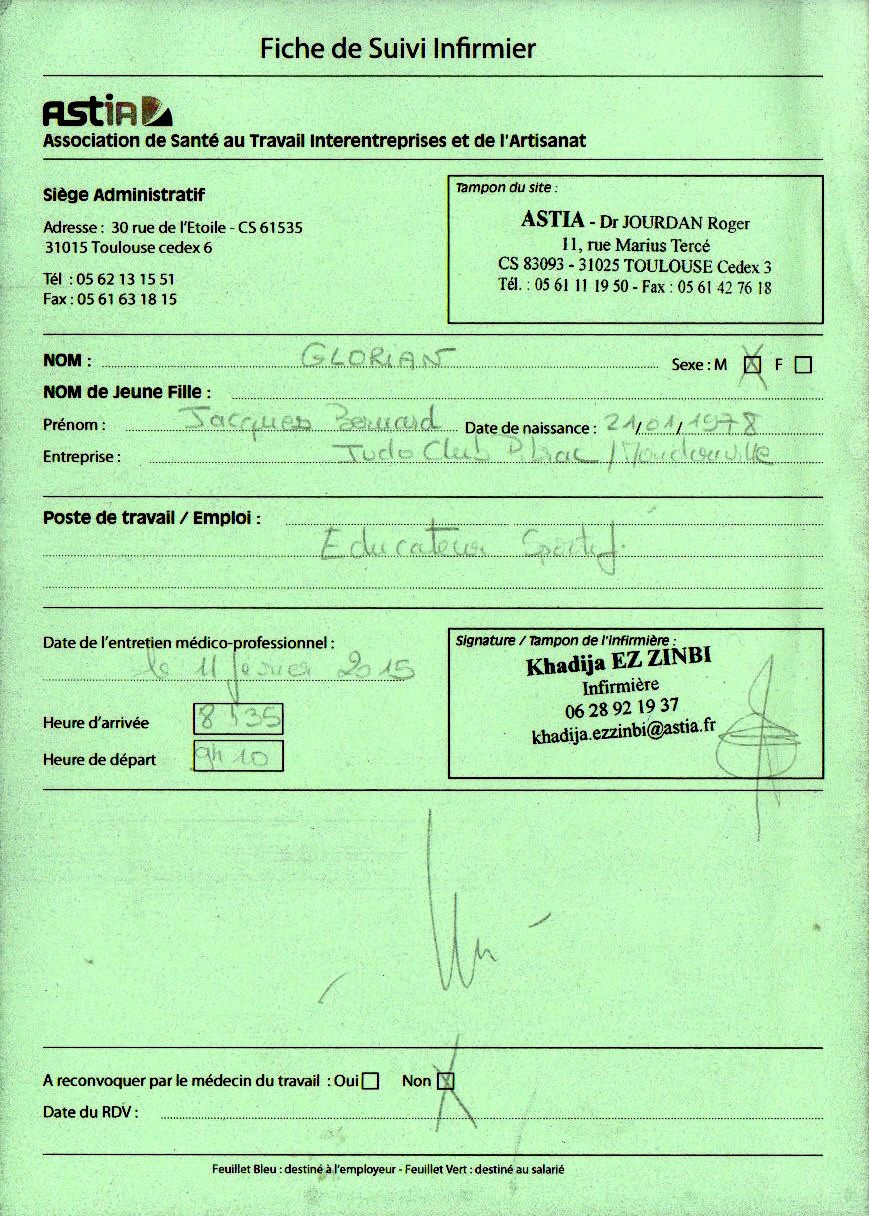 Fiche de Suivi Infirmier
ASTIA
Association de Santé au Travail Interentreprises et de l'Artisanat
Siège Administratif
Adresse : 30 rue de l'Etoile - CS 61535
31015 Toulouse cedex 6
Tél : 05 62 13 15 51
Fax : 05 61 63 18 15
Tampon du site :
ASTIA - Dr JOURDAN Roger
11, rue Marius Tercé
CS 83093 - 31025 TOULOUSE Cedex 3
Tél. : 05 61 11 19 50 - Fax : 05 61 42 76 18
NOM : GLORIAN Sexe : M F
NOM de Jeune Fille :
Prénom : Jacques Bernard Date de naissance : 21/01/1978
Entreprise : Judo Club Pibrac / Mondonville
Poste de travail / Emploi :
Educateur Sportif.
Date de l'entretien médico-professionnel :
le 11 février 2015
Heure d'arrivée 8h35
Heure de départ 9h10
Signature / Tampon de l'infirmière :
Khadija EZ ZINBI
Infirmière
06 28 92 19 37
khadija.ezzinbi@astia.fr
A reconvoquer par le médecin du travail : Oui Non
Date du RDV :
Feuillet Bleu : destiné à l'employeur - Feuillet Vert : destiné au salarié